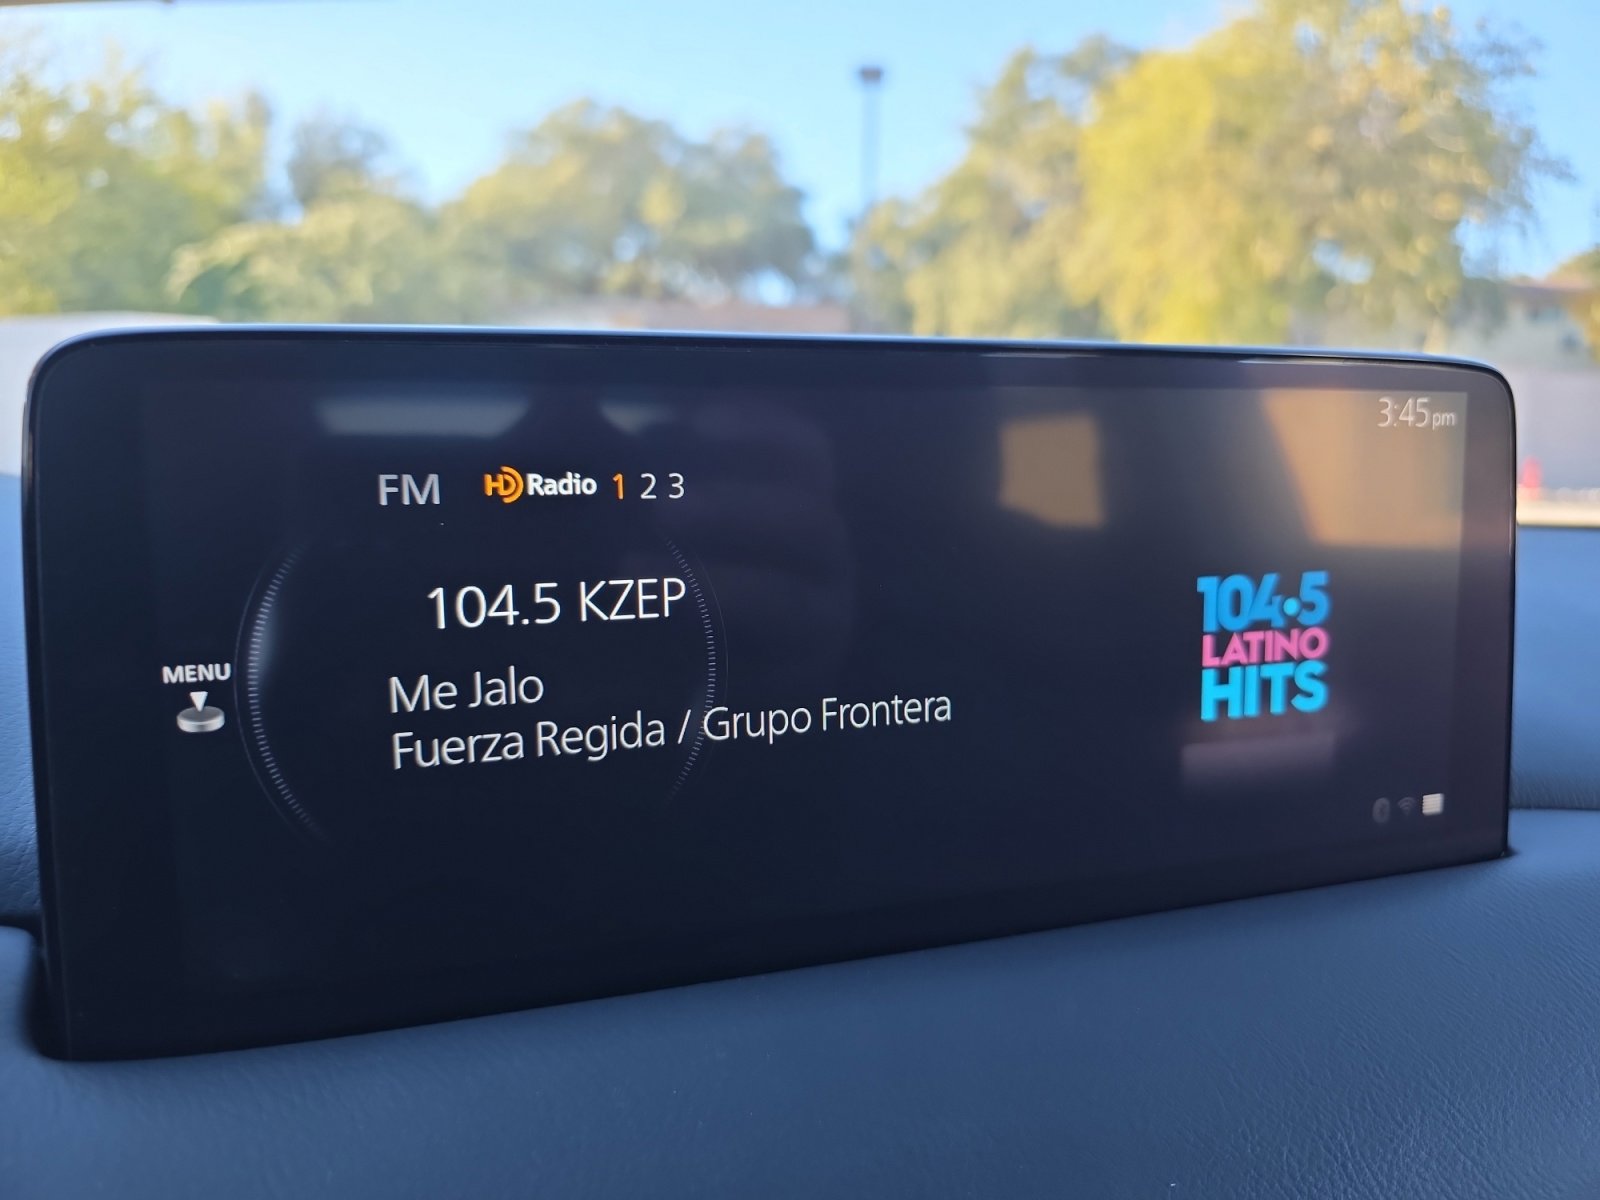 3:45pm
FM HD Radio 1 2 3
104.5 KZEP
MENU
Me Jalo
Fuerza Regida / Grupo Frontera
104.5
LATINO
HITS